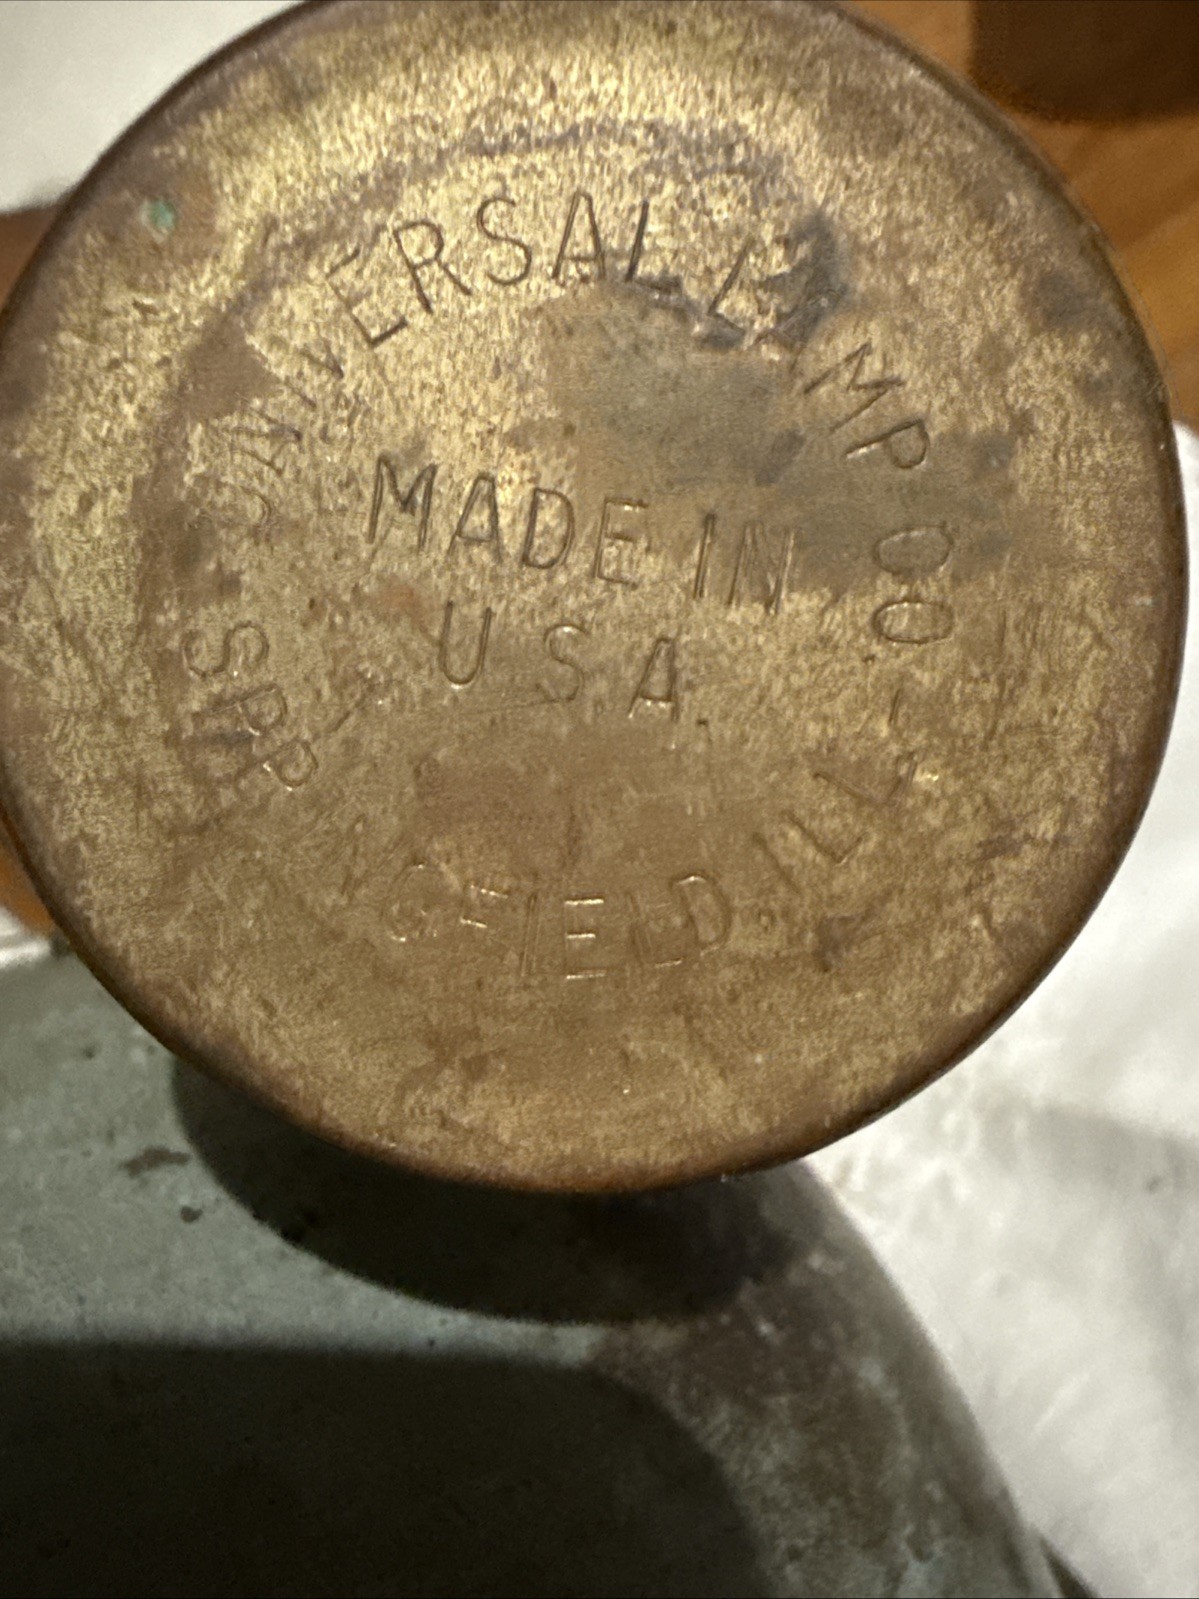 UNIVERSAL LAMP CO.
MADE IN
U.S.A.
SPRINGFIELD, ILL.